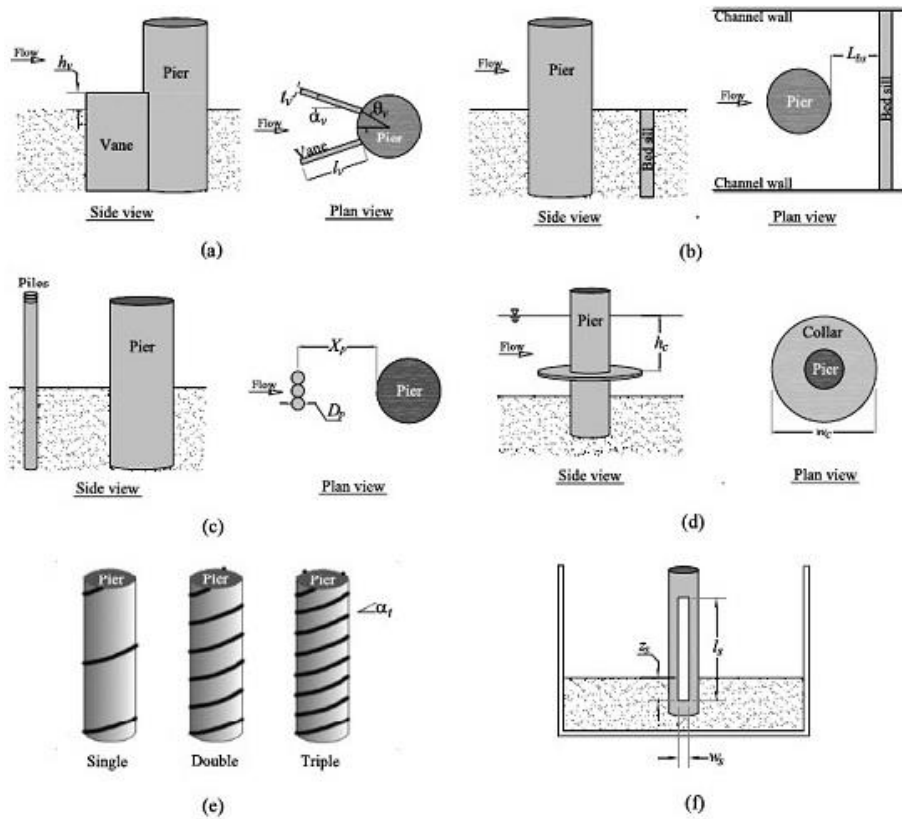 Flow
h_v
Pier
Vane
Side view
t_v
α_v
θ_v
Flow
Pier
Vane
l_v
Plan view
(a)
Flow
Pier
Bed sill
Side view
Channel wall
L_bs
Flow
Pier
Bed sill
Channel wall
Plan view
(b)
Piles
Flow
Pier
Side view
X_p
Flow
Pier
D_p
Plan view
(c)
Pier
h_c
Flow
Side view
Collar
Pier
w_c
Plan view
(d)
Pier
Pier
Pier
α_t
Single
Double
Triple
(e)
z_s
l_s
w_s
(f)